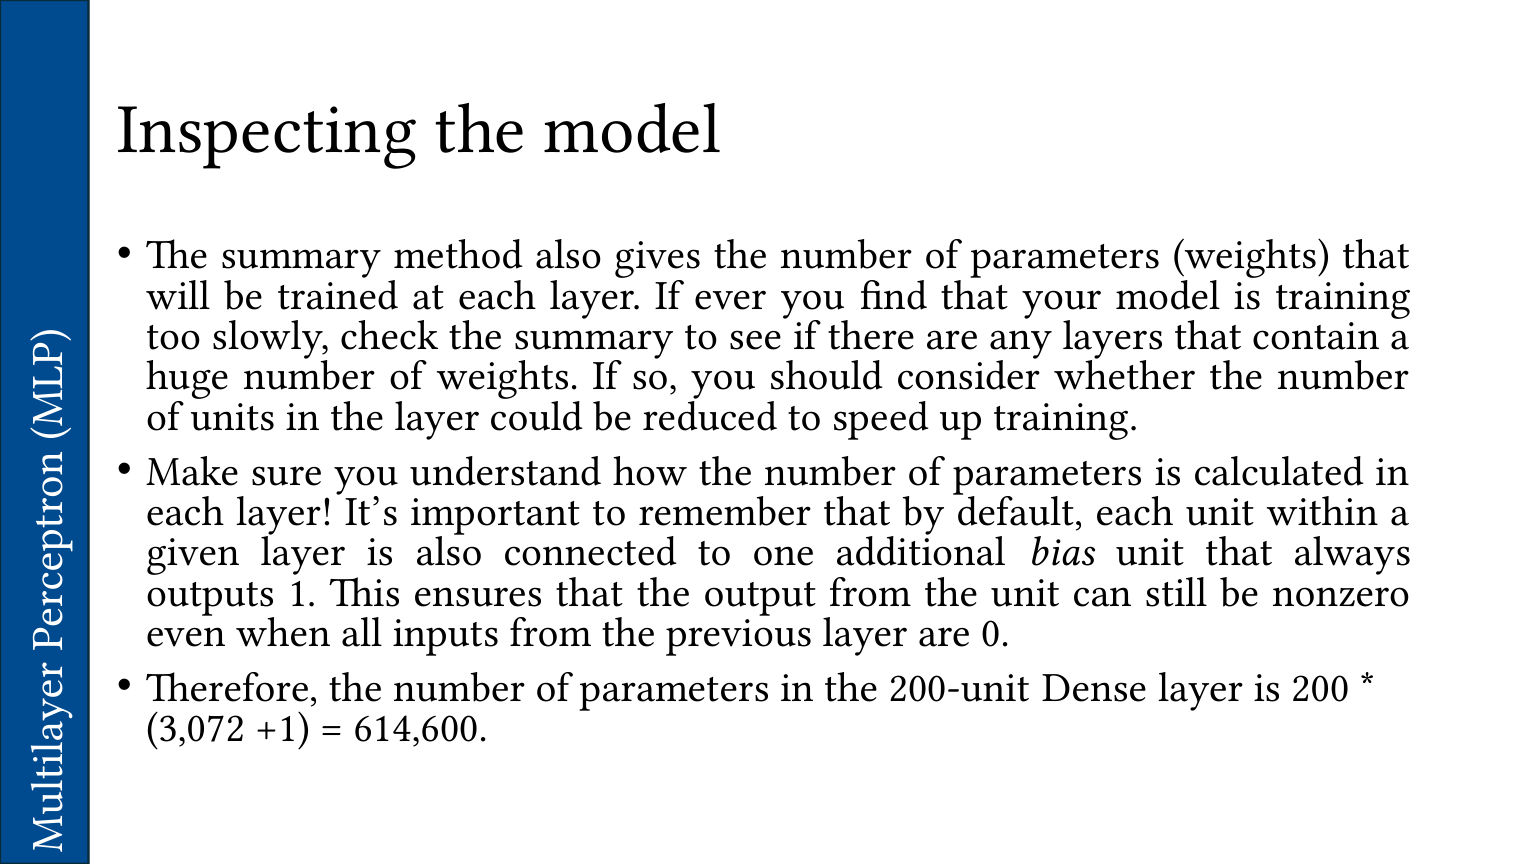 Multilayer Perceptron (MLP)
Inspecting the model
• The summary method also gives the number of parameters (weights) that
will be trained at each layer. If ever you find that your model is training
too slowly, check the summary to see if there are any layers that contain a
huge number of weights. If so, you should consider whether the number
of units in the layer could be reduced to speed up training.
• Make sure you understand how the number of parameters is calculated in
each layer! It’s important to remember that by default, each unit within a
given layer is also connected to one additional bias unit that always
outputs 1. This ensures that the output from the unit can still be nonzero
even when all inputs from the previous layer are 0.
• Therefore, the number of parameters in the 200-unit Dense layer is 200 *
(3,072 +1) = 614,600.